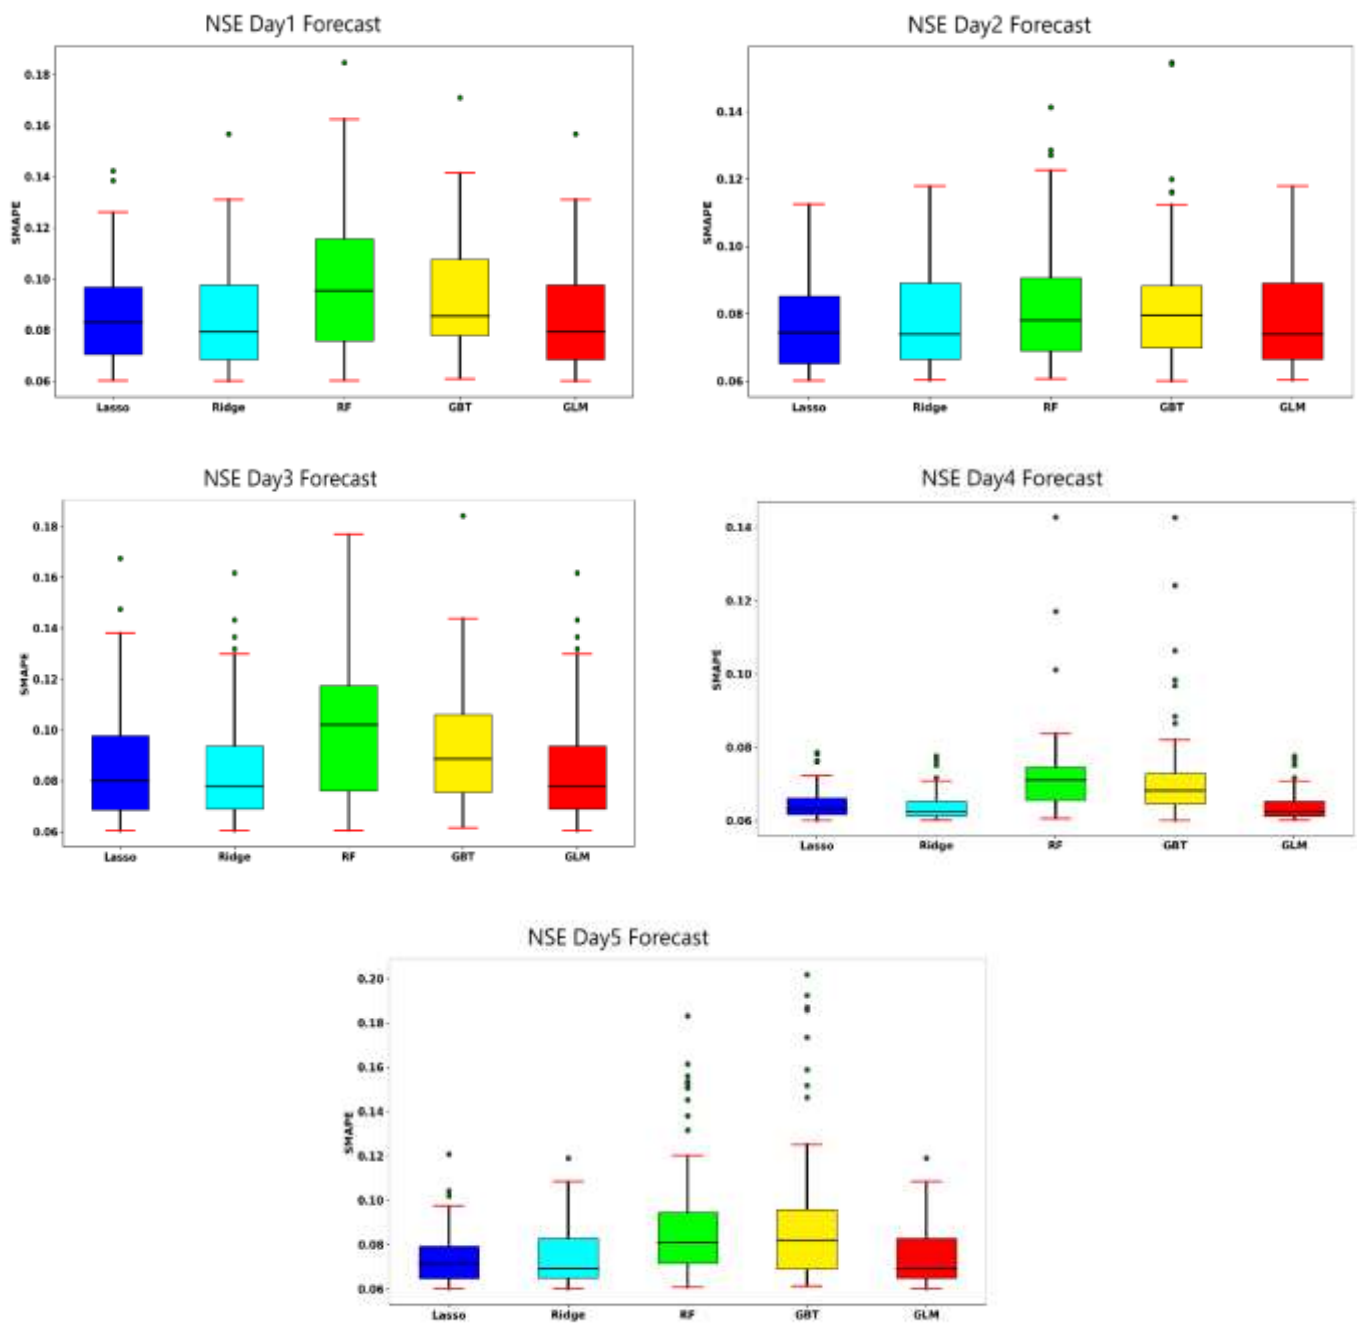 NSE Day1 Forecast
SMAPE
0.18
0.16
0.14
0.12
0.10
0.08
0.06
Lasso Ridge RF GBT GLM
NSE Day2 Forecast
SMAPE
0.14
0.12
0.10
0.08
0.06
Lasso Ridge RF GBT GLM
NSE Day3 Forecast
SMAPE
0.18
0.16
0.14
0.12
0.10
0.08
0.06
Lasso Ridge RF GBT GLM
NSE Day4 Forecast
SMAPE
0.14
0.12
0.10
0.08
0.06
Lasso Ridge RF GBT GLM
NSE Day5 Forecast
SMAPE
0.20
0.18
0.16
0.14
0.12
0.10
0.08
0.06
Lasso Ridge RF GBT GLM